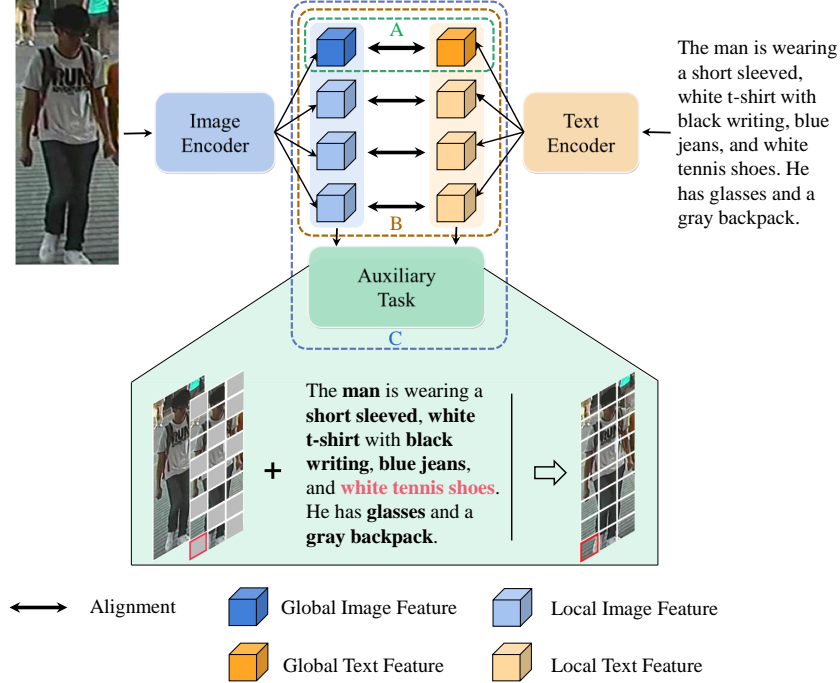 A
The man is wearing
a short sleeved,
white t-shirt with
black writing, blue
jeans, and white
tennis shoes. He
has glasses and a
gray backpack.
RUN
Image
Encoder
Text
Encoder
B
Auxiliary
Task
C
The man is wearing a
short sleeved, white
t-shirt with black
writing, blue jeans,
and white tennis shoes.
He has glasses and a
gray backpack.
+
Alignment
Global Image Feature
Local Image Feature
Global Text Feature
Local Text Feature